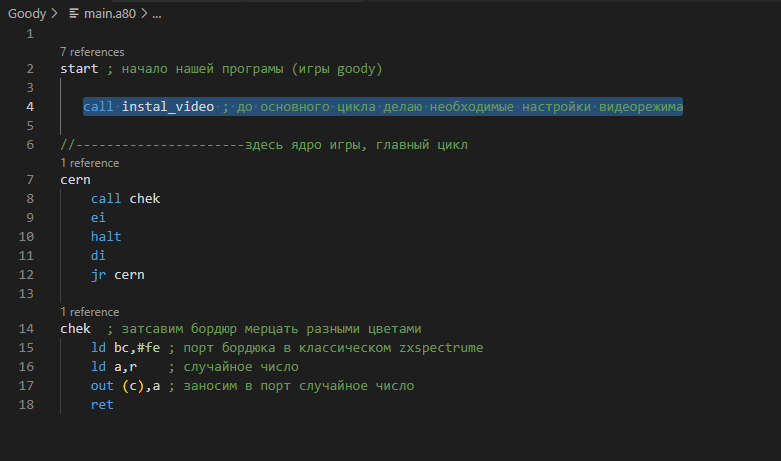 Goody > main.a80 > ...
1
7 references
2 start ; начало нашей програмы (игры goody)
3
4 call instal_video ; до основного цикла делаю необходимые настройки видеорежима
5
6 //----------------------здесь ядро игры, главный цикл
1 reference
7 cern
8 call chek
9 ei
10 halt
11 di
12 jr cern
13
1 reference
14 chek ; затсавим бордюр мерцать разными цветами
15 ld bc,#fe ; порт бордюка в классическом zxspectrumе
16 ld a,r ; случайное число
17 out (c),a ; заносим в порт случайное число
18 ret